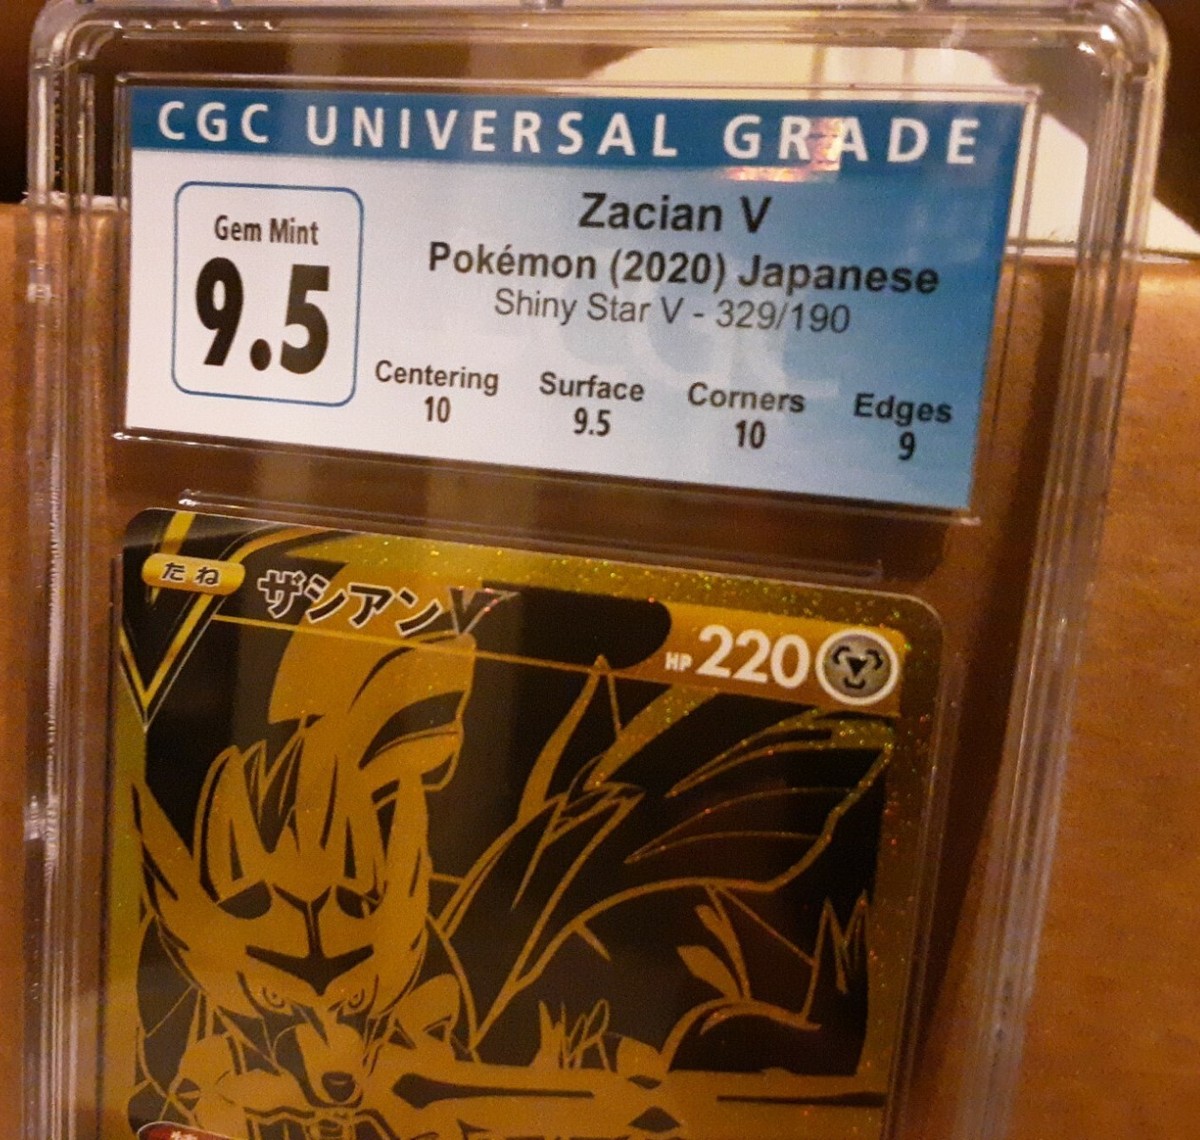 CGC UNIVERSAL GRADE
Gem Mint
9.5
Zacian V
Pokémon (2020) Japanese
Shiny Star V - 329/190
Centering Surface Corners Edges
10 9.5 10 9
たね ザシアンV HP 220